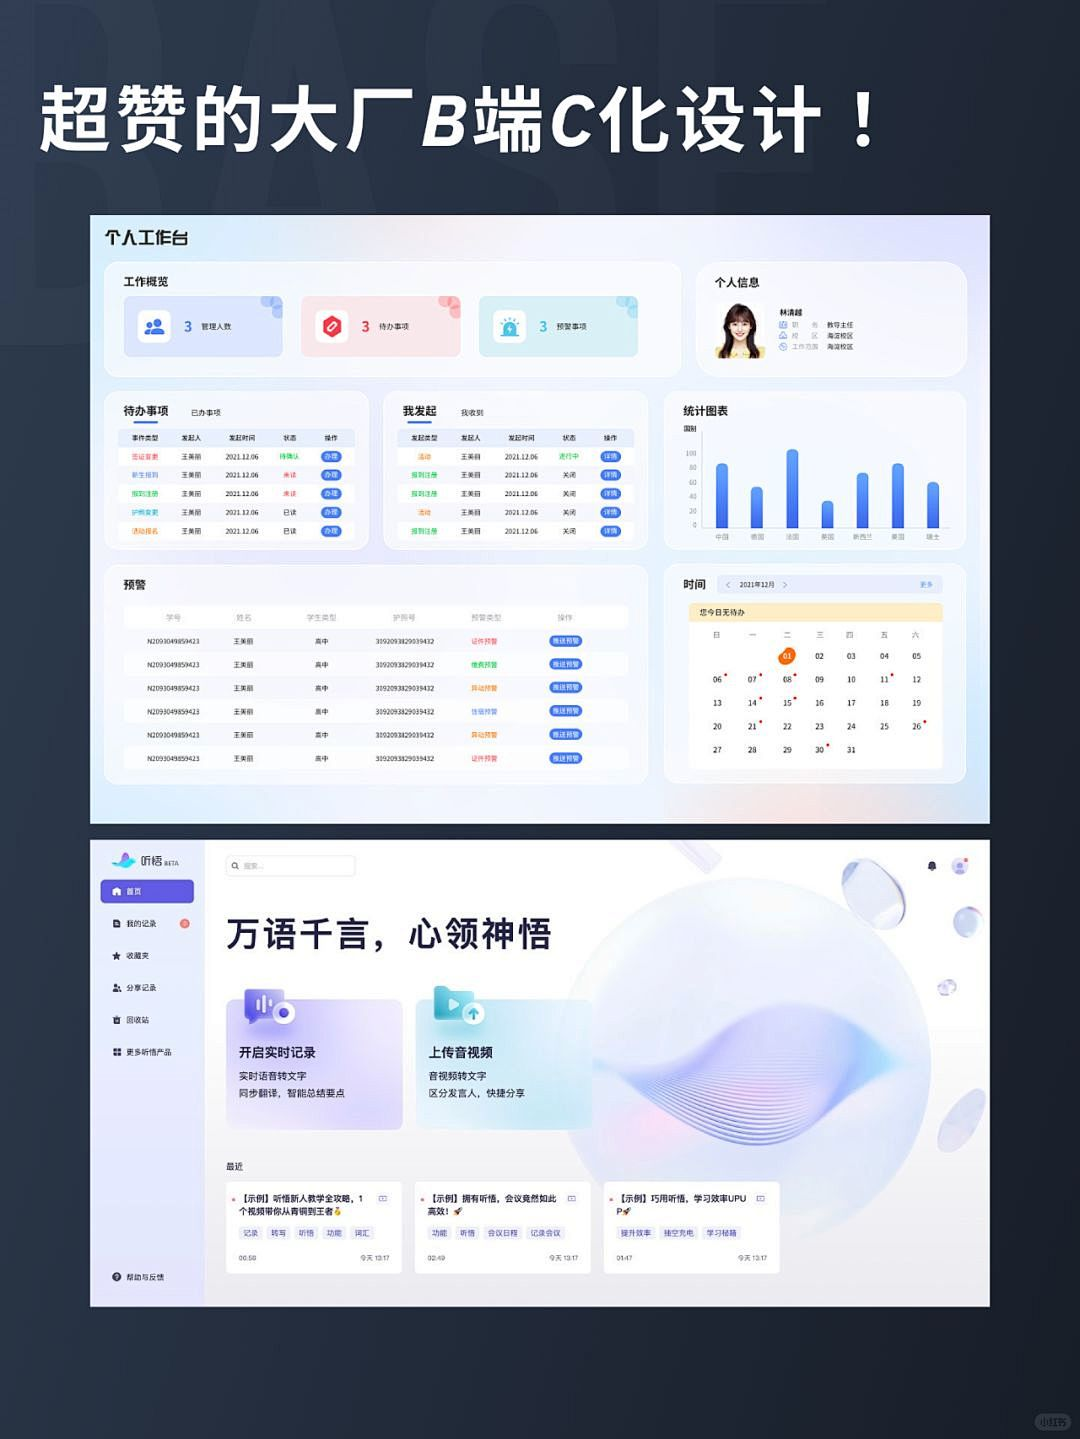 BASE
超赞的大厂B端C化设计！
个人工作台
工作概览
3 管理人数
3 待办事项
3 预警事项
个人信息
林清越
职 务 教导主任
校 区 海淀校区
工作范围 海淀校区
待办事项 已办事项
事件类型 发起人 发起时间 状态 操作
签证变更 王美丽 2021.12.06 待确认 办理
新生报到 王美丽 2021.12.06 未读 办理
报到注册 王美丽 2021.12.06 未读 办理
护照变更 王美丽 2021.12.06 已读 办理
活动报名 王美丽 2021.12.06 已读 办理
我发起 我收到
发起类型 发起人 发起时间 状态 操作
活动 王美丽 2021.12.06 进行中 详情
报到注册 王美丽 2021.12.06 关闭 详情
报到注册 王美丽 2021.12.06 关闭 详情
活动 王美丽 2021.12.06 关闭 详情
报到注册 王美丽 2021.12.06 关闭 详情
统计图表
国别
100
80
60
40
20
0
中国 德国 法国 英国 新西兰 美国 瑞士
预警
学号 姓名 学生类型 护照号 预警类型 操作
N2093049859423 王美丽 高中 3092093829039432 证件预警 推送预警
N2093049859423 王美丽 高中 3092093829039432 缴费预警 推送预警
N2093049859423 王美丽 高中 3092093829039432 异动预警 推送预警
N2093049859423 王美丽 高中 3092093829039432 住宿预警 推送预警
N2093049859423 王美丽 高中 3092093829039432 异动预警 推送预警
N2093049859423 王美丽 高中 3092093829039432 证件预警 推送预警
时间 < 2021年12月 > 更多
您今日无待办
日 一 二 三 四 五 六
01 02 03 04 05
06 07 08 09 10 11 12
13 14 15 16 17 18 19
20 21 22 23 24 25 26
27 28 29 30 31
听悟 BETA
搜索...
首页
我的记录
收藏夹
分享记录
回收站
更多听悟产品
帮助与反馈
万语千言，心领神悟
开启实时记录
实时语音转文字
同步翻译，智能总结要点
上传音视频
音视频转文字
区分发言人，快捷分享
最近
【示例】听悟新人教学全攻略，1
个视频带你从青铜到王者🏅
记录 转写 听悟 功能 词汇
00:58 今天 13:17
【示例】拥有听悟，会议竟然如此
高效！🚀
功能 听悟 会议日程 记录会议
02:49 今天 13:17
【示例】巧用听悟，学习效率UPU
P🚀
提升效率 抽空充电 学习秘籍
01:47 今天 13:17
小红书